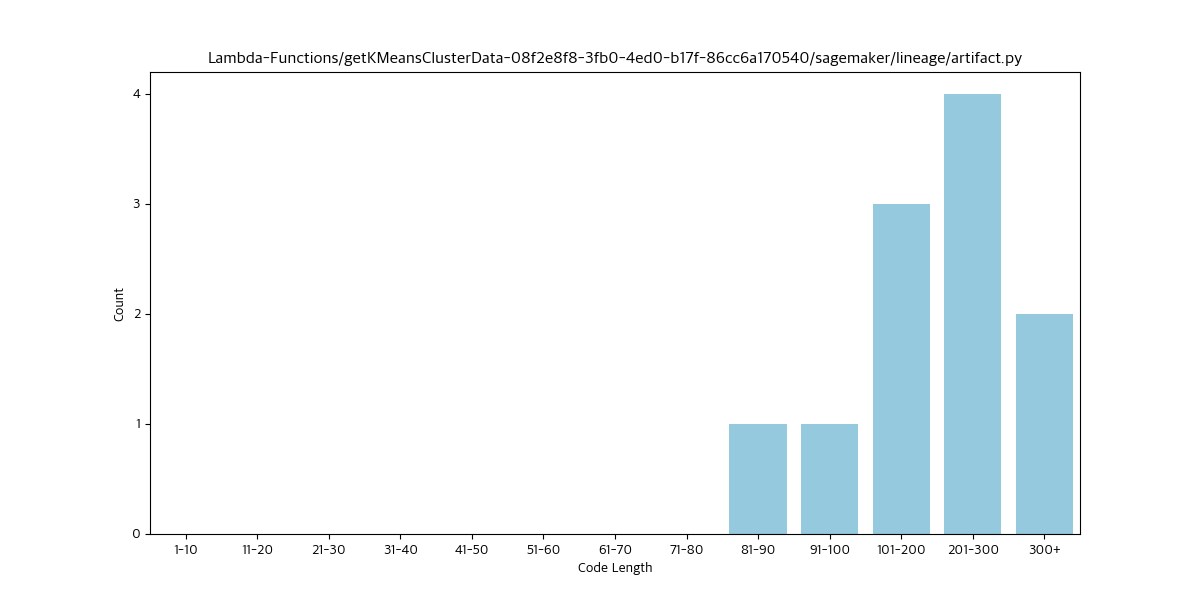 Lambda-Functions/getKMeansClusterData-08f2e8f8-3fb0-4ed0-b17f-86cc6a170540/sagemaker/lineage/artifact.py
4
3
2
1
0
Count
1-10 11-20 21-30 31-40 41-50 51-60 61-70 71-80 81-90 91-100 101-200 201-300 300+
Code Length